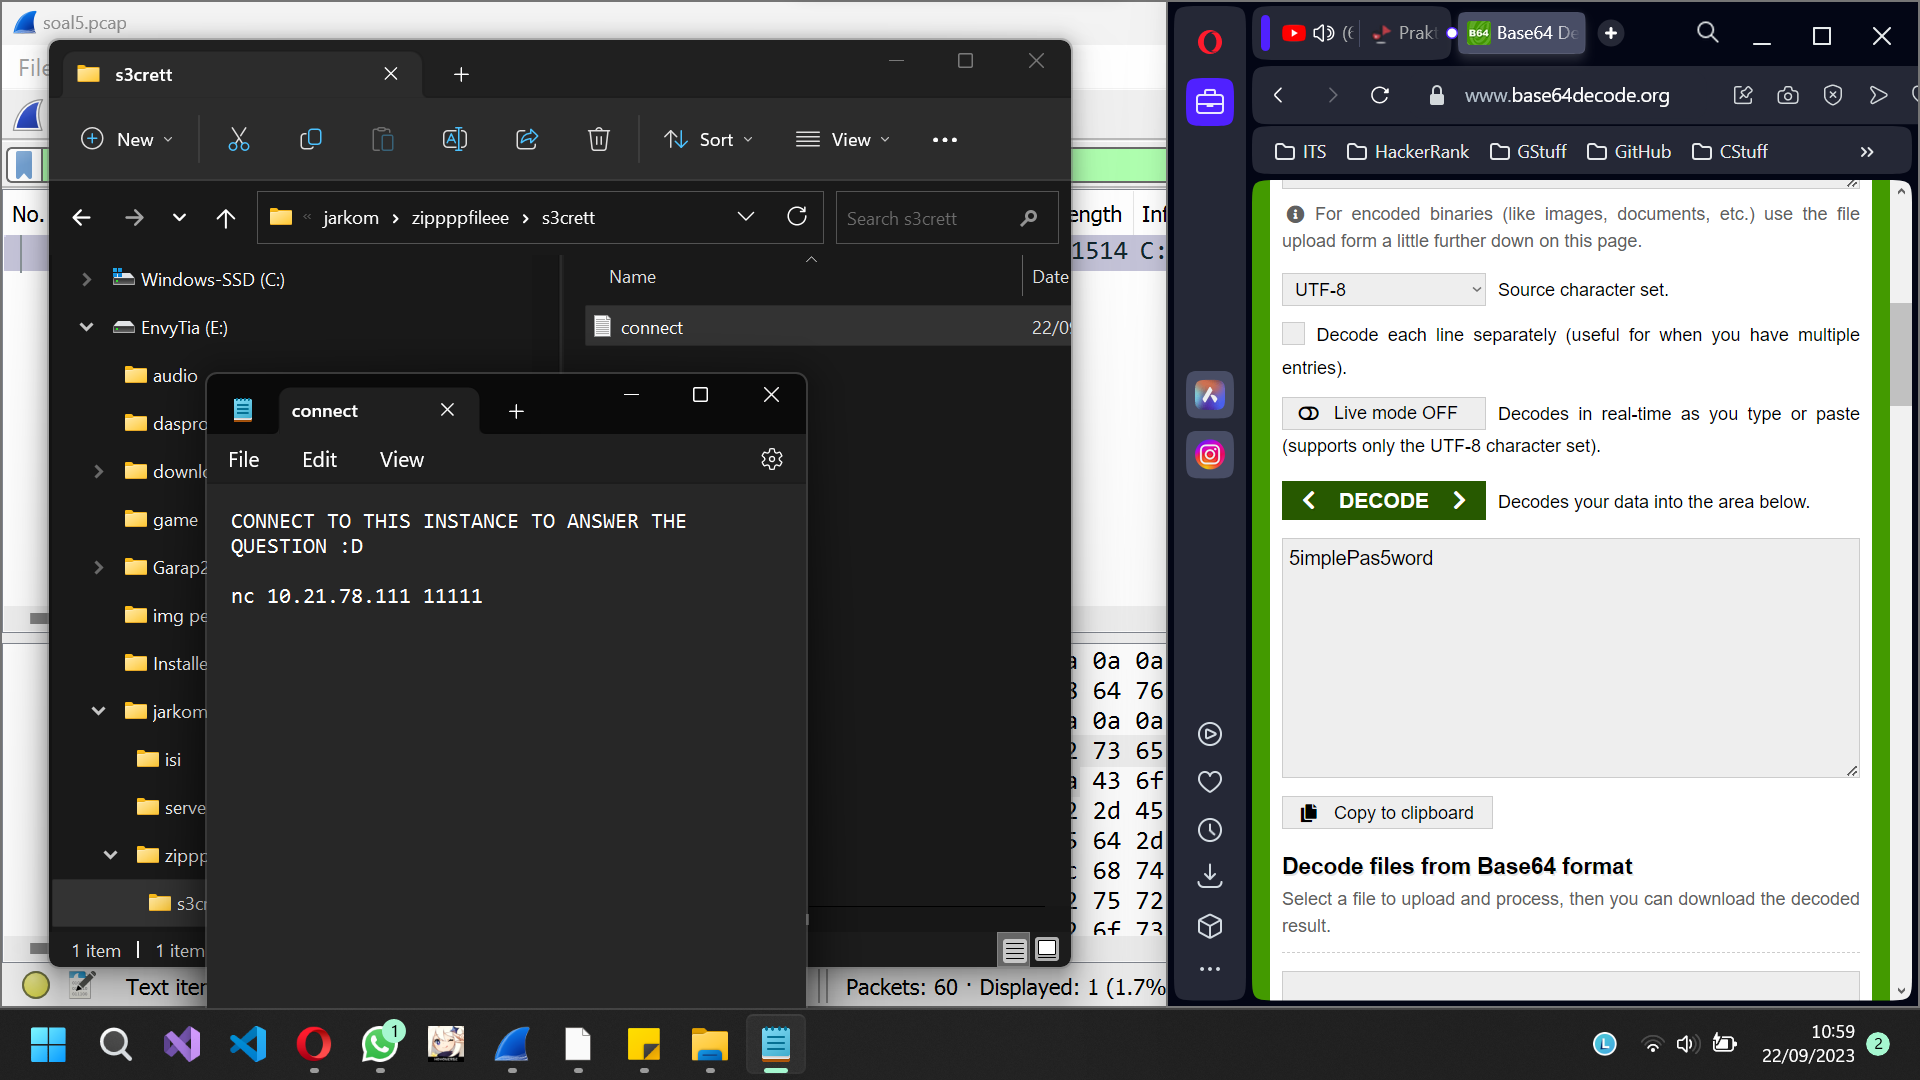 soal5.pcap
File
No.
ength Inf
1514 C:
s3crett
New
Sort
View
jarkom
zippppfileee
s3crett
Search s3crett
Windows-SSD (C:)
EnvyTia (E:)
audio
daspro
downlo
game
Garap2
img pe
Installe
jarkom
isi
serve
zippp
s3cr
Name
Date
connect
22/09
1 item
1 item
connect
File
Edit
View
CONNECT TO THIS INSTANCE TO ANSWER THE
QUESTION :D
nc 10.21.78.111 11111
0a 0a
64 76
0a 0a
73 65
43 6f
2d 45
64 2d
68 74
75 72
6f 73
Text iter
Packets: 60 · Displayed: 1 (1.7%
(6
Prakt
B64
Base64 De
www.base64decode.org
ITS
HackerRank
GStuff
GitHub
CStuff
For encoded binaries (like images, documents, etc.) use the file
upload form a little further down on this page.
UTF-8
Source character set.
Decode each line separately (useful for when you have multiple
entries).
Live mode OFF
Decodes in real-time as you type or paste
(supports only the UTF-8 character set).
DECODE
Decodes your data into the area below.
5implePas5word
Copy to clipboard
Decode files from Base64 format
Select a file to upload and process, then you can download the decoded
result.
1
L
10:59
22/09/2023
2